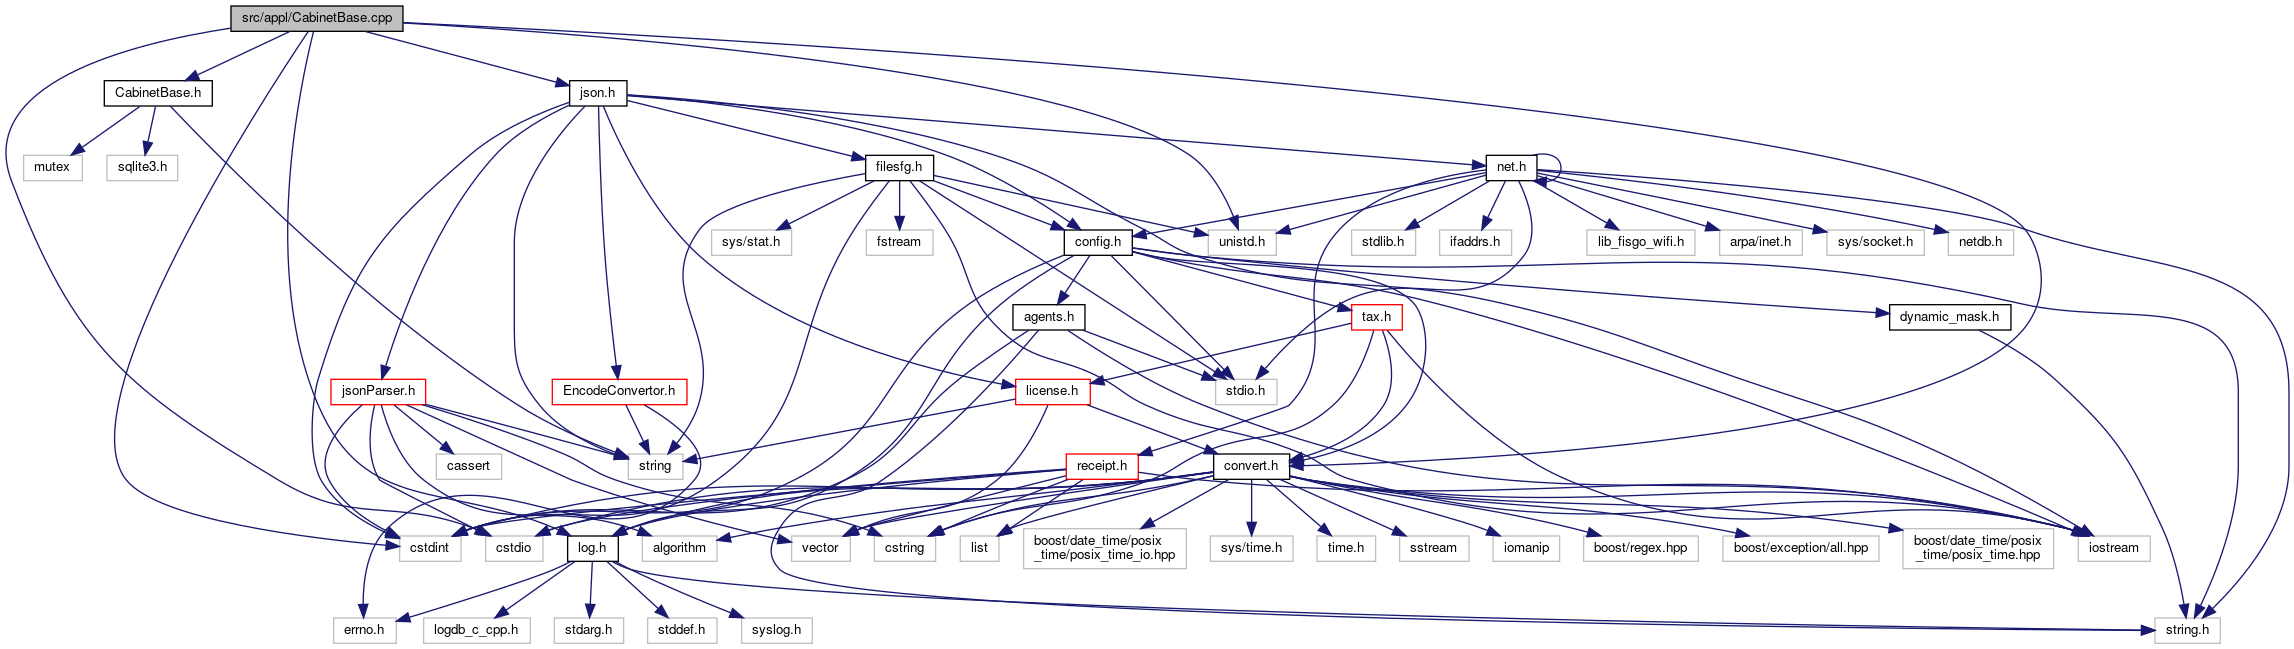 src/appl/CabinetBase.cpp
CabinetBase.h
json.h
mutex
sqlite3.h
filesfg.h
net.h
sys/stat.h
fstream
config.h
unistd.h
stdlib.h
ifaddrs.h
lib_fisgo_wifi.h
arpa/inet.h
sys/socket.h
netdb.h
agents.h
tax.h
dynamic_mask.h
jsonParser.h
EncodeConvertor.h
license.h
stdio.h
cassert
string
receipt.h
convert.h
cstdint
cstdio
log.h
algorithm
vector
cstring
list
boost/date_time/posix
_time/posix_time_io.hpp
sys/time.h
time.h
sstream
iomanip
boost/regex.hpp
boost/exception/all.hpp
boost/date_time/posix
_time/posix_time.hpp
iostream
errno.h
logdb_c_cpp.h
stdarg.h
stddef.h
syslog.h
string.h